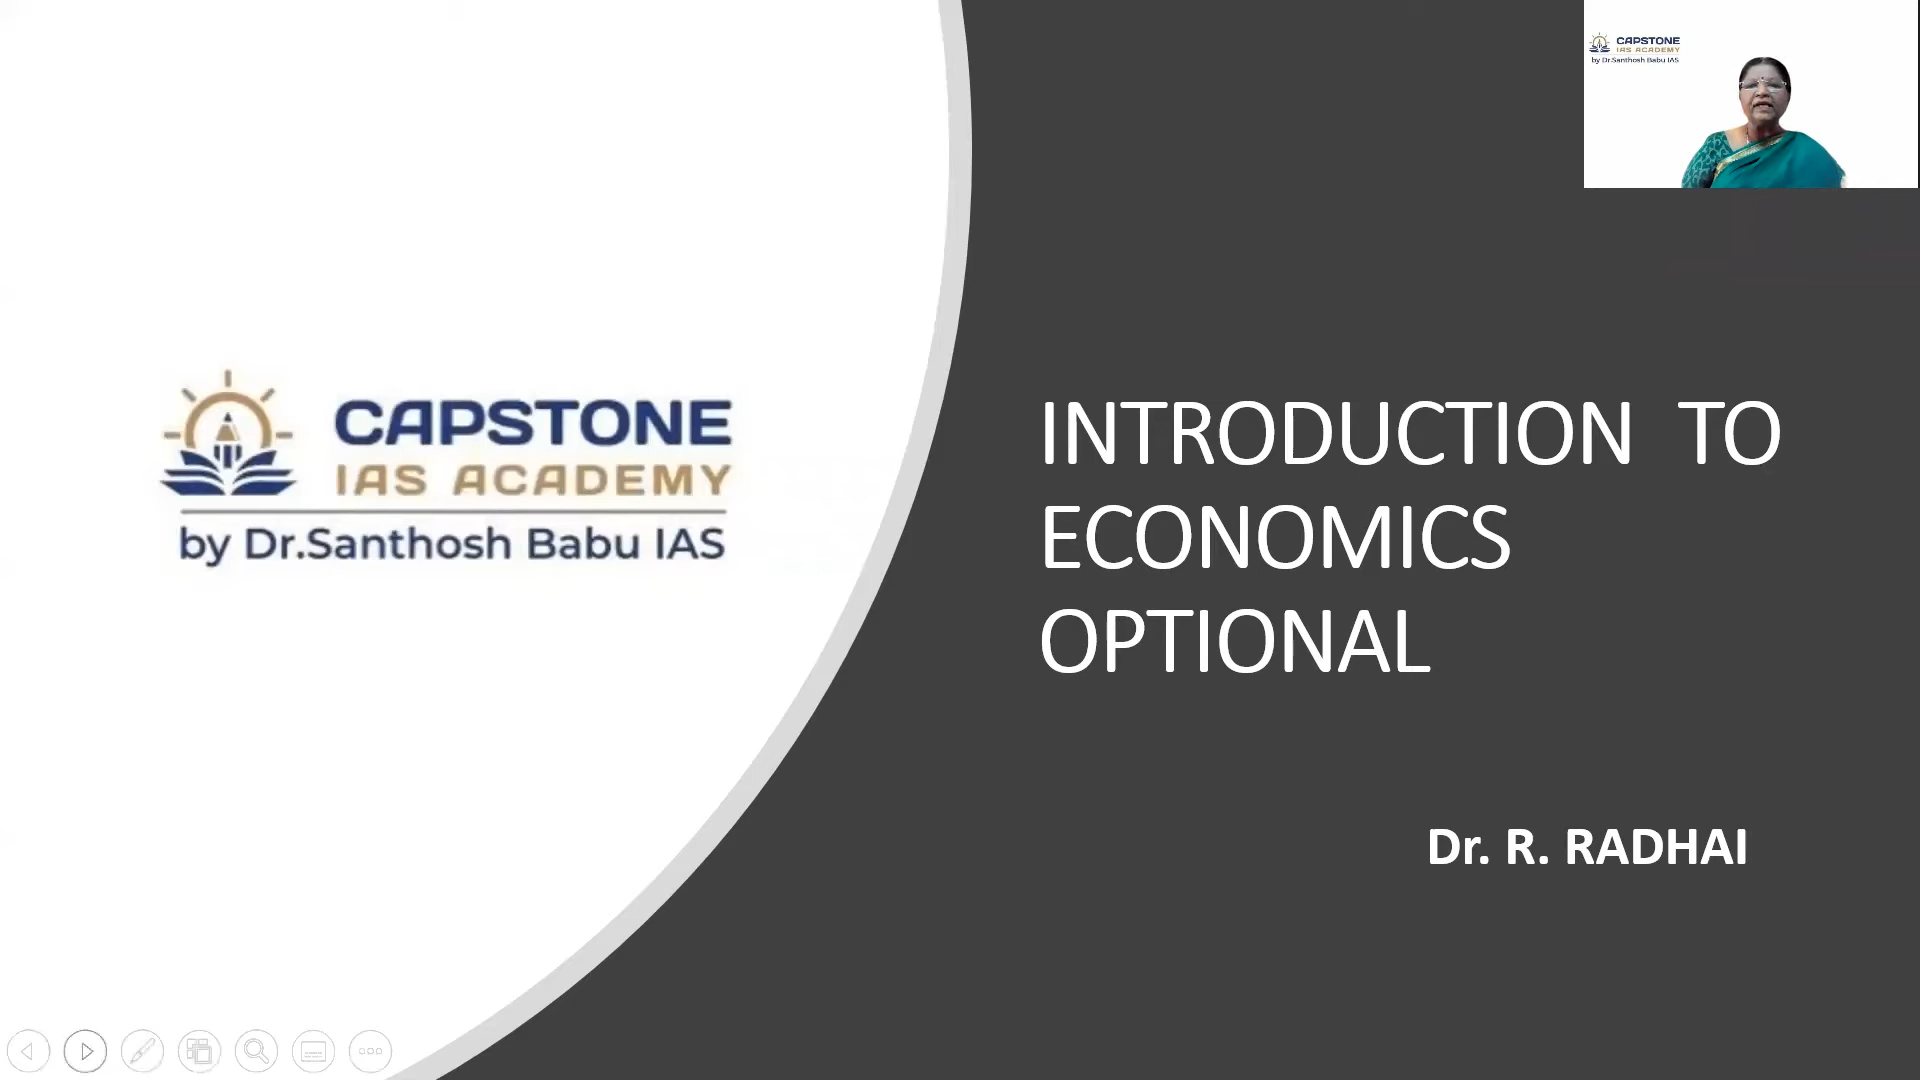 CAPSTONE
IAS ACADEMY
by Dr.Santhosh Babu IAS
CAPSTONE
IAS ACADEMY
by Dr.Santhosh Babu IAS
INTRODUCTION TO
ECONOMICS
OPTIONAL
Dr. R. RADHAI